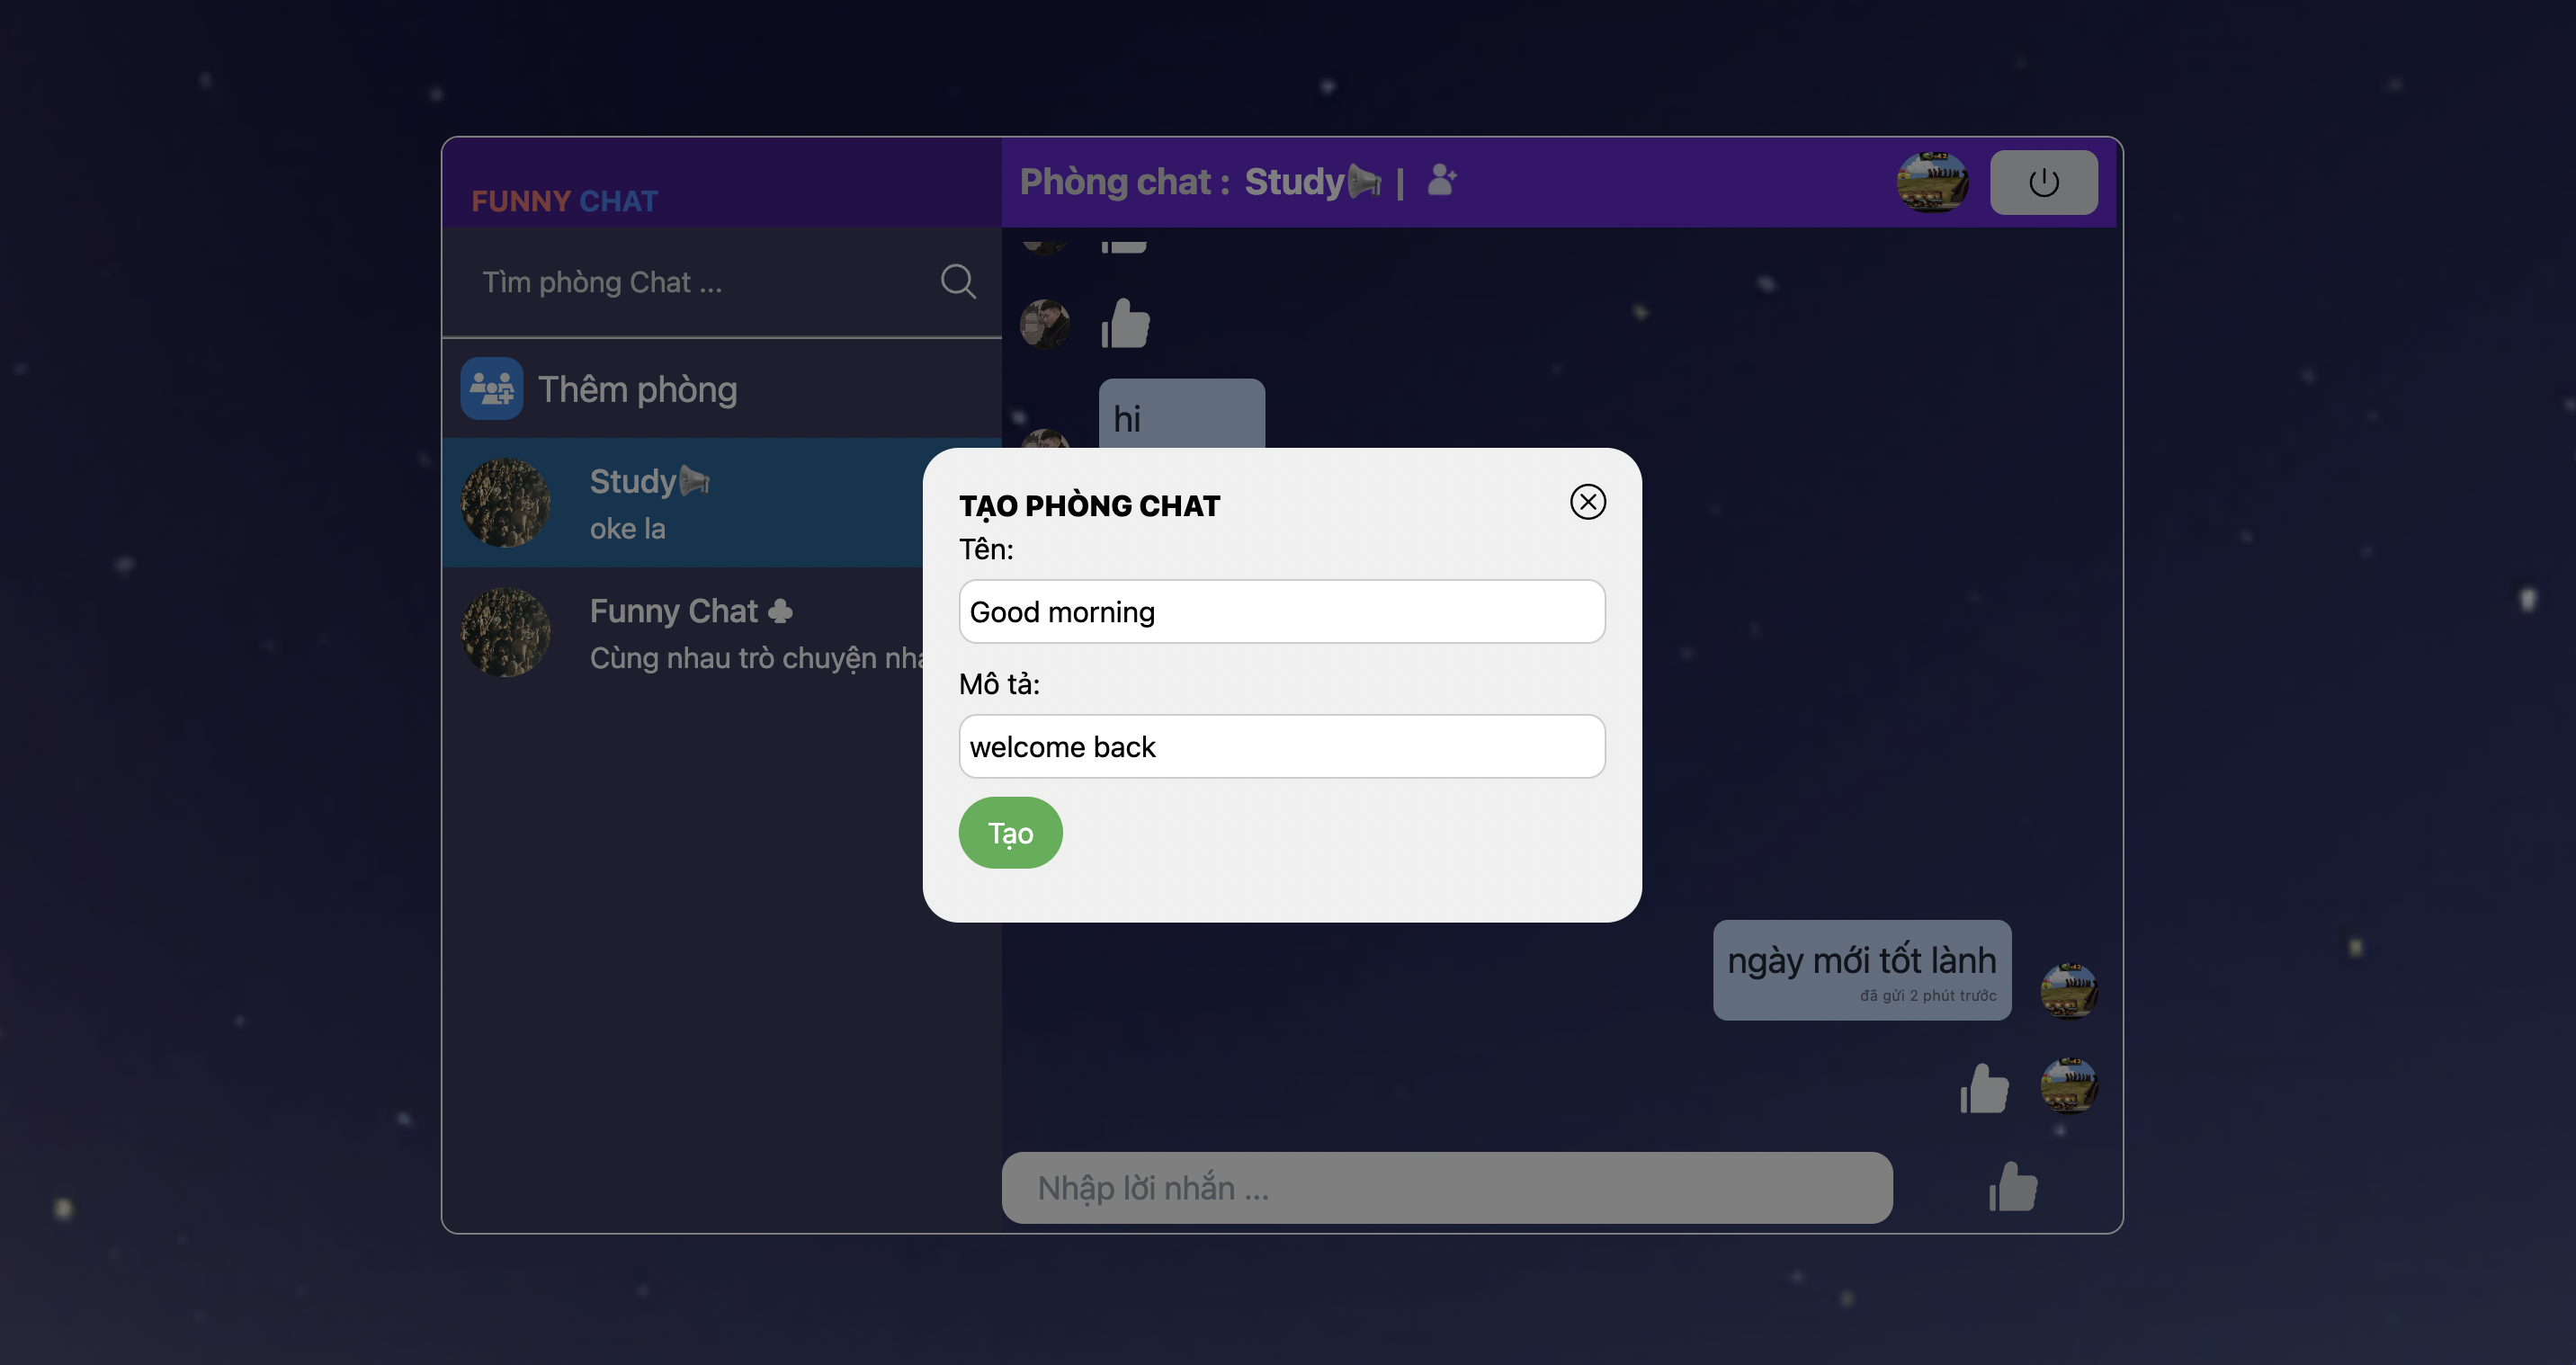 FUNNY CHAT
Phòng chat : Study📢 |
Tìm phòng Chat ...
Thêm phòng
Study📢
oke la
Funny Chat ♣
Cùng nhau trò chuyện
hi
TẠO PHÒNG CHAT
Tên:
Good morning
Mô tả:
welcome back
Tạo
ngày mới tốt lành
đã gửi 2 phút trước
Nhập lời nhắn ...